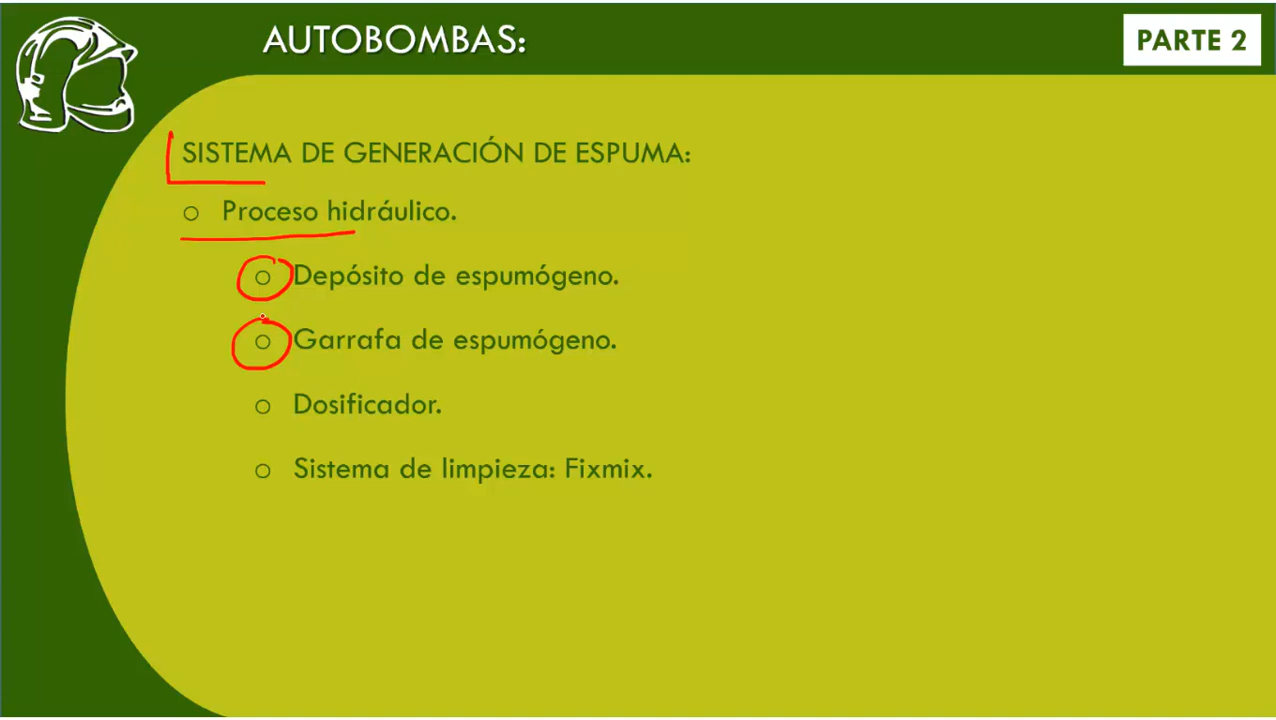 AUTOBOMBAS:
PARTE 2
SISTEMA DE GENERACIÓN DE ESPUMA:
o Proceso hidráulico.
o Depósito de espumógeno.
o Garrafa de espumógeno.
o Dosificador.
o Sistema de limpieza: Fixmix.